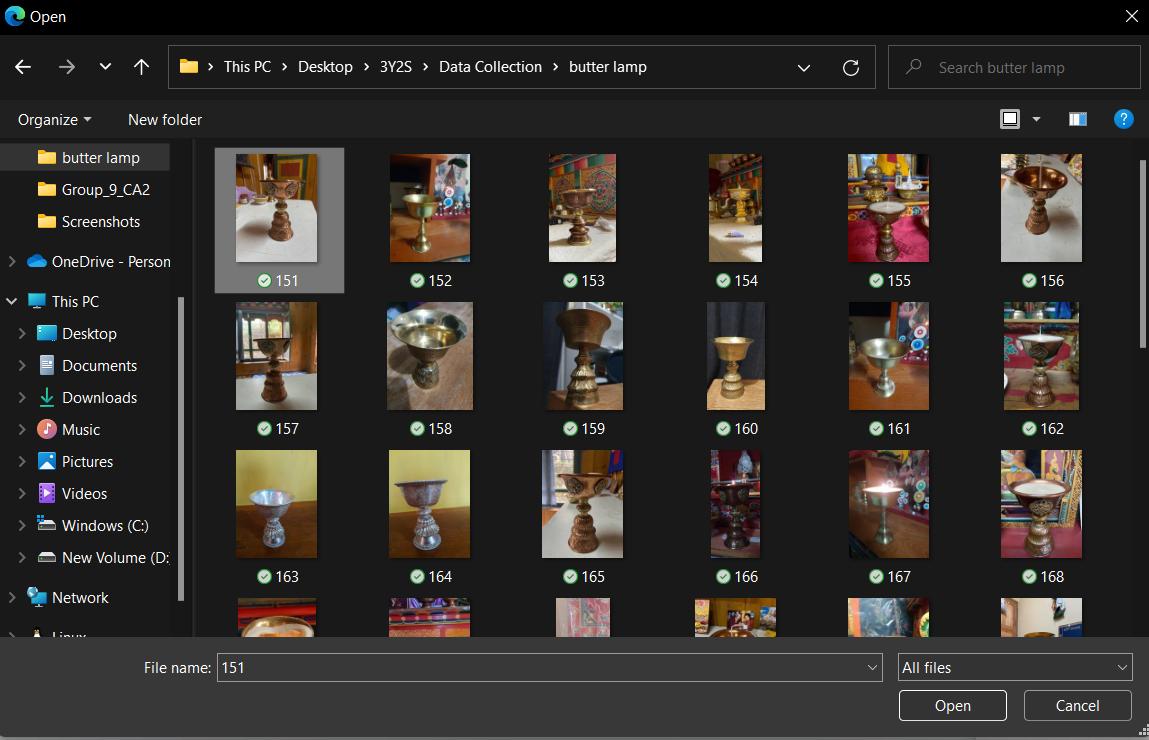 Open
This PC
Desktop
3Y2S
Data Collection
butter lamp
Search butter lamp
Organize
New folder
?
butter lamp
Group_9_CA2
Screenshots
OneDrive - Person
This PC
Desktop
Documents
Downloads
Music
Pictures
Videos
Windows (C:)
New Volume (D:
Network
Linux
151 152 153 154 155 156
157 158 159 160 161 162
163 164 165 166 167 168
File name: 151
All files
Open Cancel